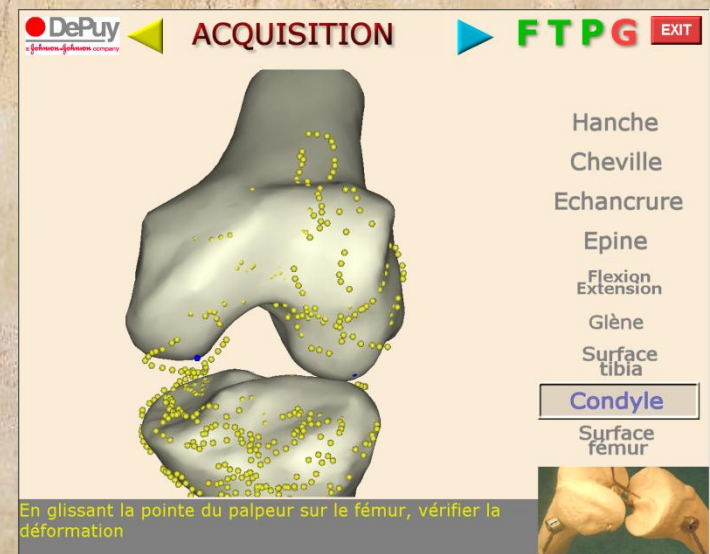 DePuy
a Johnson-Johnson company
ACQUISITION
F T P G
EXIT
Hanche
Cheville
Echancrure
Epine
Flexion
Extension
Glène
Surface
tibia
Condyle
Surface
fémur
En glissant la pointe du palpeur sur le fémur, vérifier la
déformation